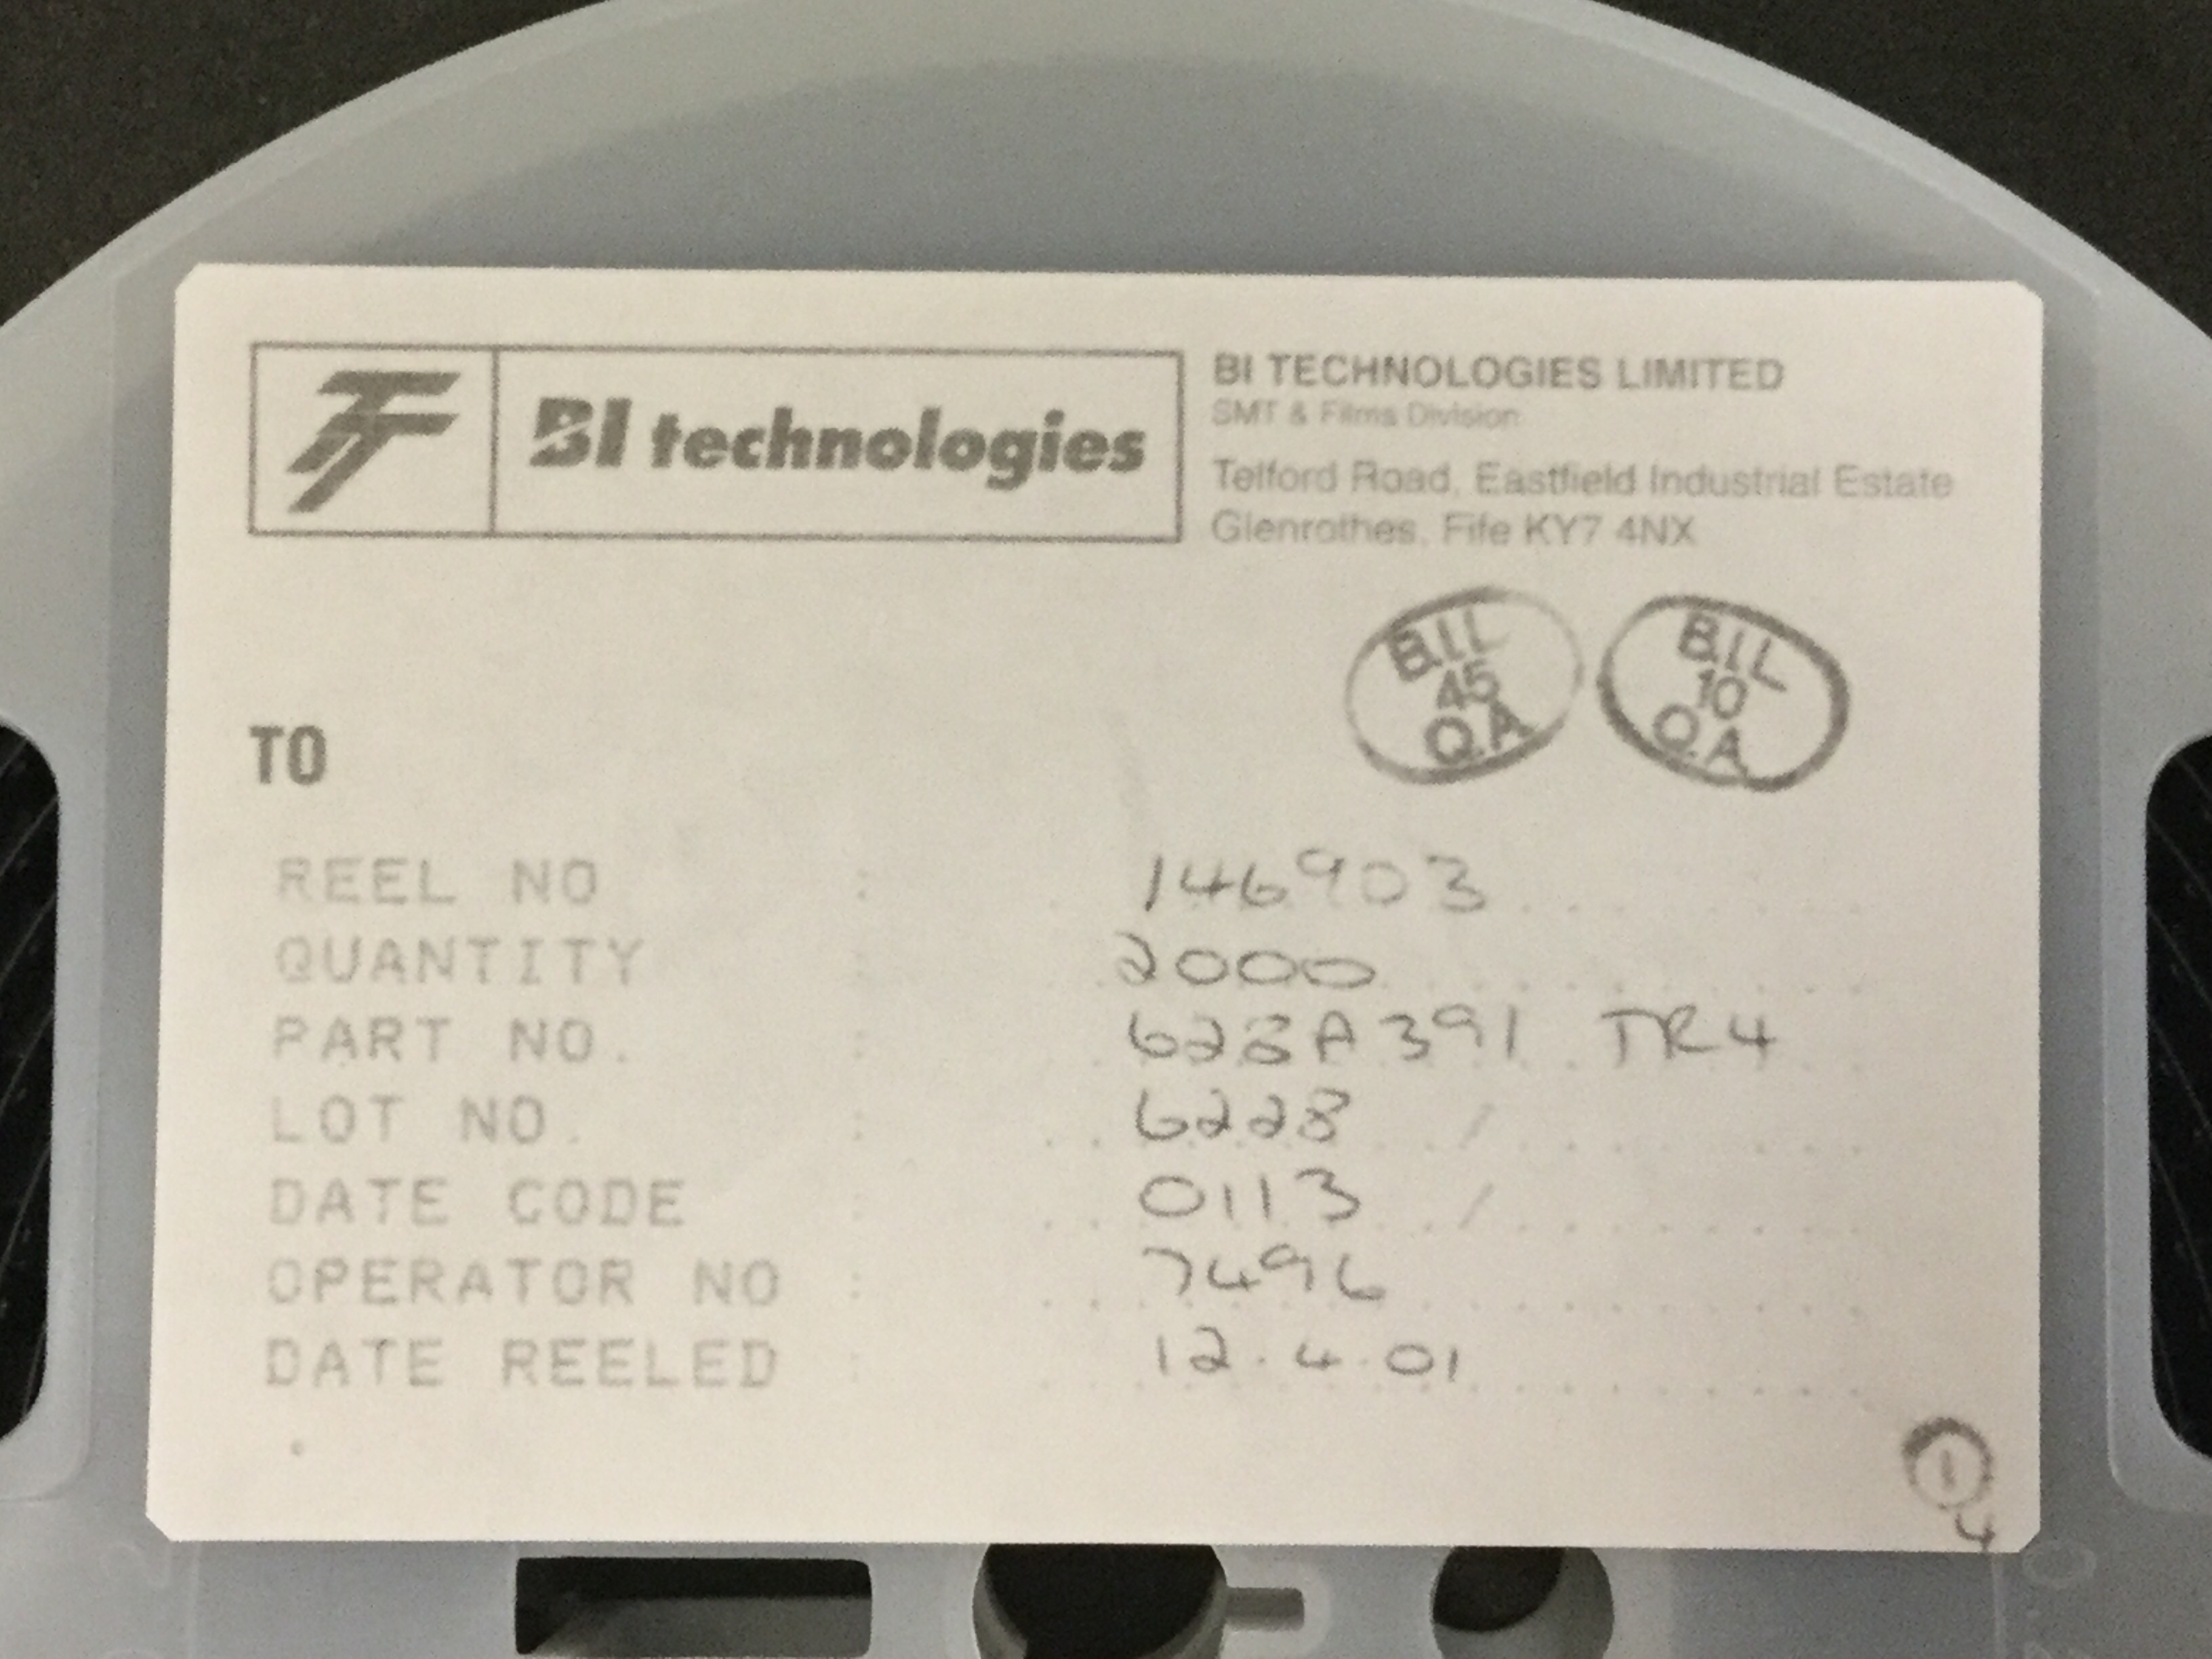 TT BI technologies
BI TECHNOLOGIES LIMITED
SMT & Films Division
Telford Road, Eastfield Industrial Estate
Glenrothes, Fife KY7 4NX
B.I.L
45
Q.A
B.I.L
10
Q.A
TO
REEL NO : 146903
QUANTITY : 2000
PART NO. : 628A391 TR4
LOT NO. : 6228 /
DATE CODE : 0113 /
OPERATOR NO : 7496
DATE REELED : 12.4.01
1
4